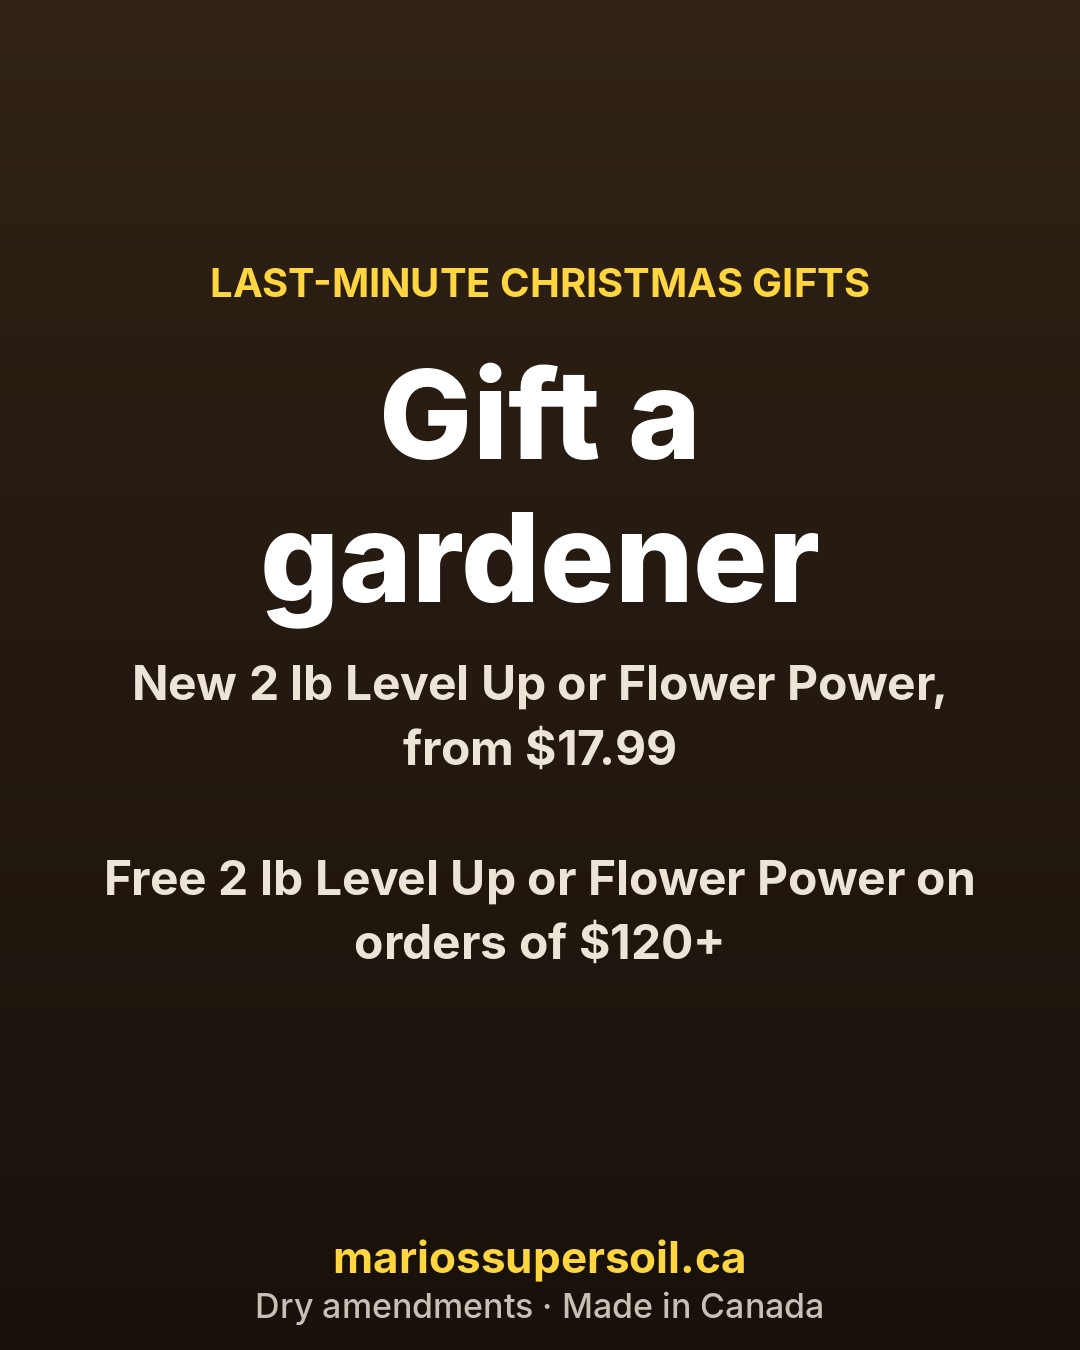 LAST-MINUTE CHRISTMAS GIFTS
Gift a
gardener
New 2 lb Level Up or Flower Power,
from $17.99
Free 2 lb Level Up or Flower Power on
orders of $120+
mariossupersoil.ca
Dry amendments · Made in Canada